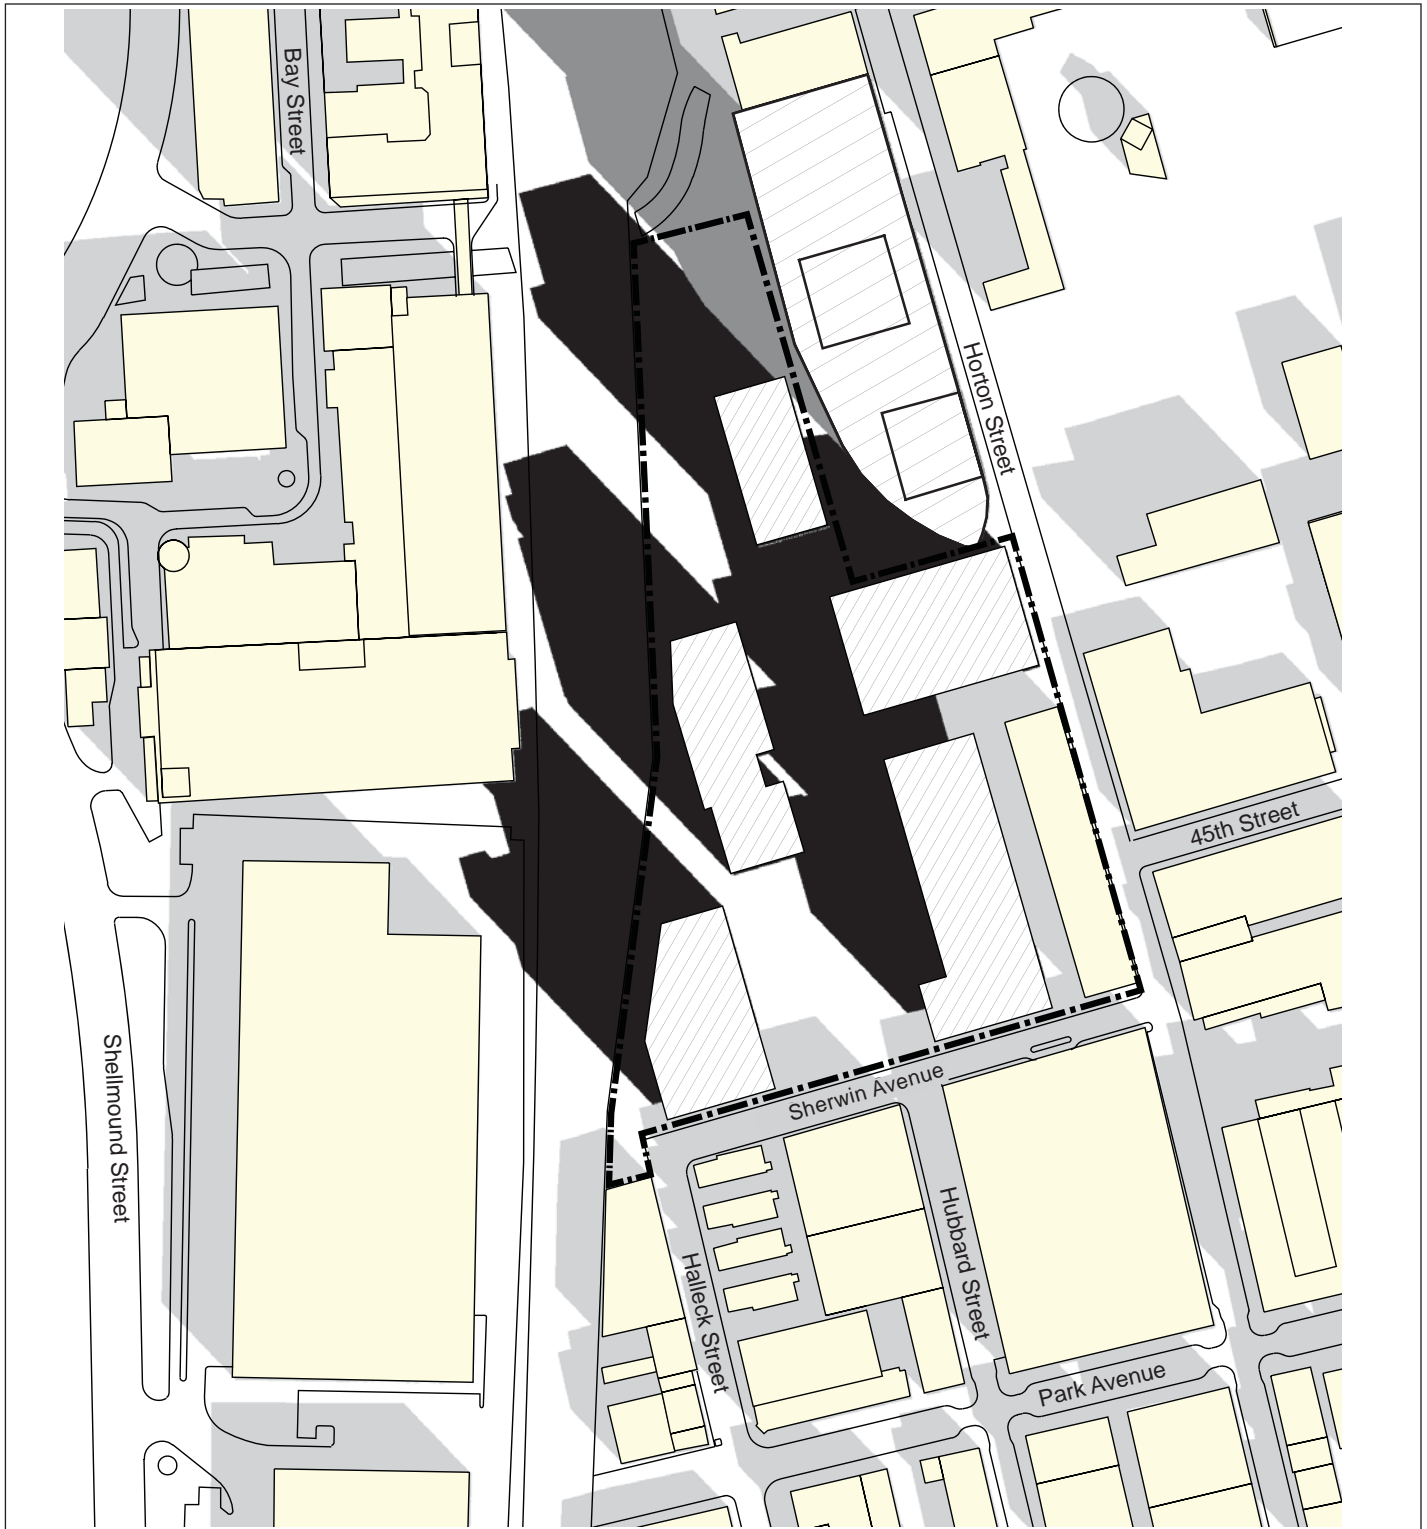 Bay Street
Horton Street
45th Street
Shellmound Street
Sherwin Avenue
Hubbard Street
Halleck Street
Park Avenue